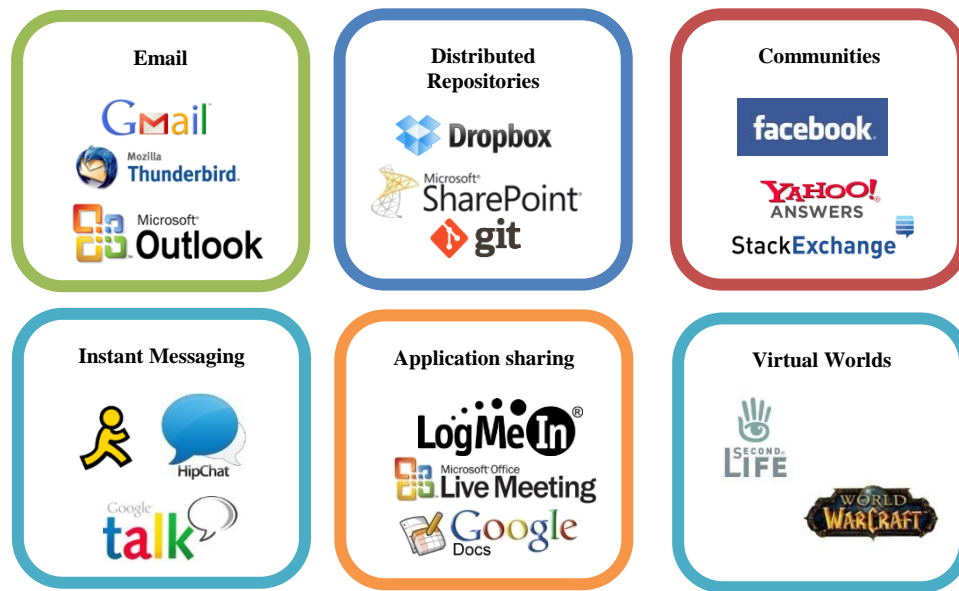 Email
Gmail
Mozilla
Thunderbird.
Microsoft®
Outlook
Distributed
Repositories
Dropbox
Microsoft®
SharePoint®
git
Communities
facebook
YAHOO!®
ANSWERS
StackExchange
Instant Messaging
HipChat
Google
talk
Application sharing
LogMeIn®
Microsoft® Office
Live Meeting
Google
Docs
Virtual Worlds
SECOND
LIFE
WORLD
WARCRAFT